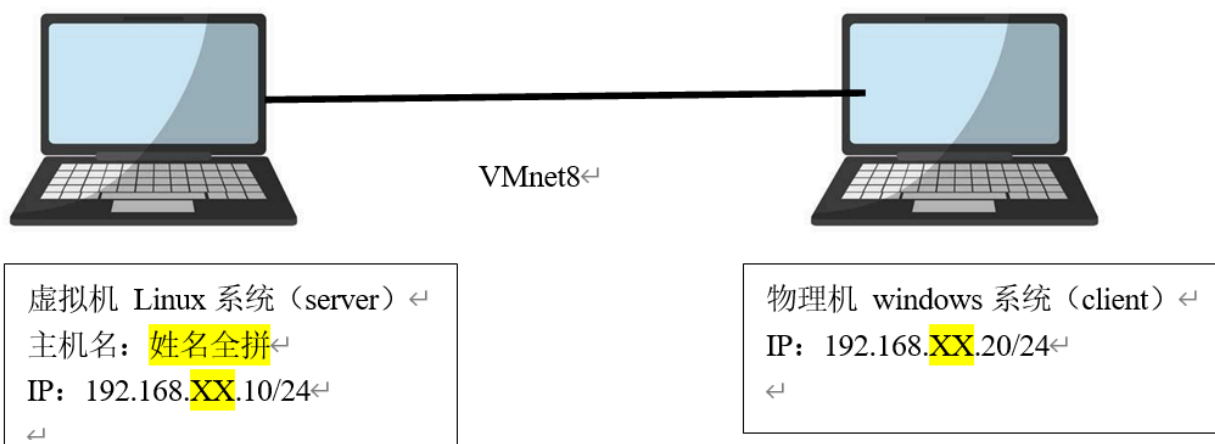 VMnet8↵
虚拟机 Linux 系统（server）↵
主机名：姓名全拼↵
IP：192.168.XX.10/24↵
↵
物理机 windows 系统（client）↵
IP：192.168.XX.20/24↵
↵